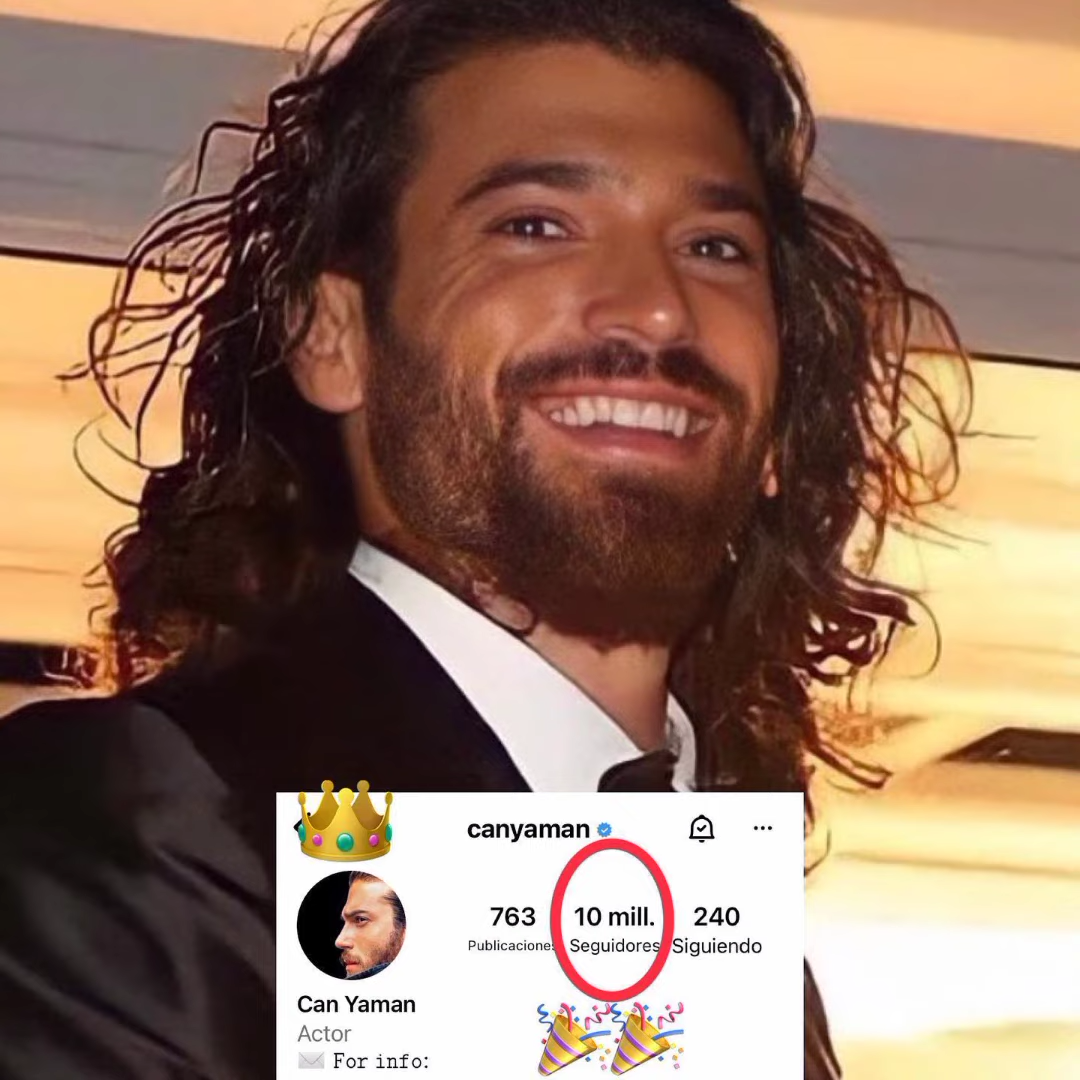 canyaman
763 10 mill. 240
Publicaciones Seguidores Siguiendo
Can Yaman
Actor
For info: